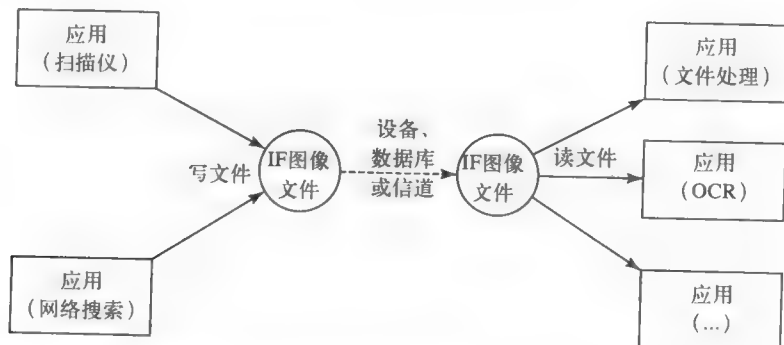 应用
（扫描仪）
应用
（文件处理）
写文件
IF图像
文件
设备、
数据库
或信道
IF图像
文件
读文件
应用
（OCR）
应用
（网络搜索）
应用
（...）